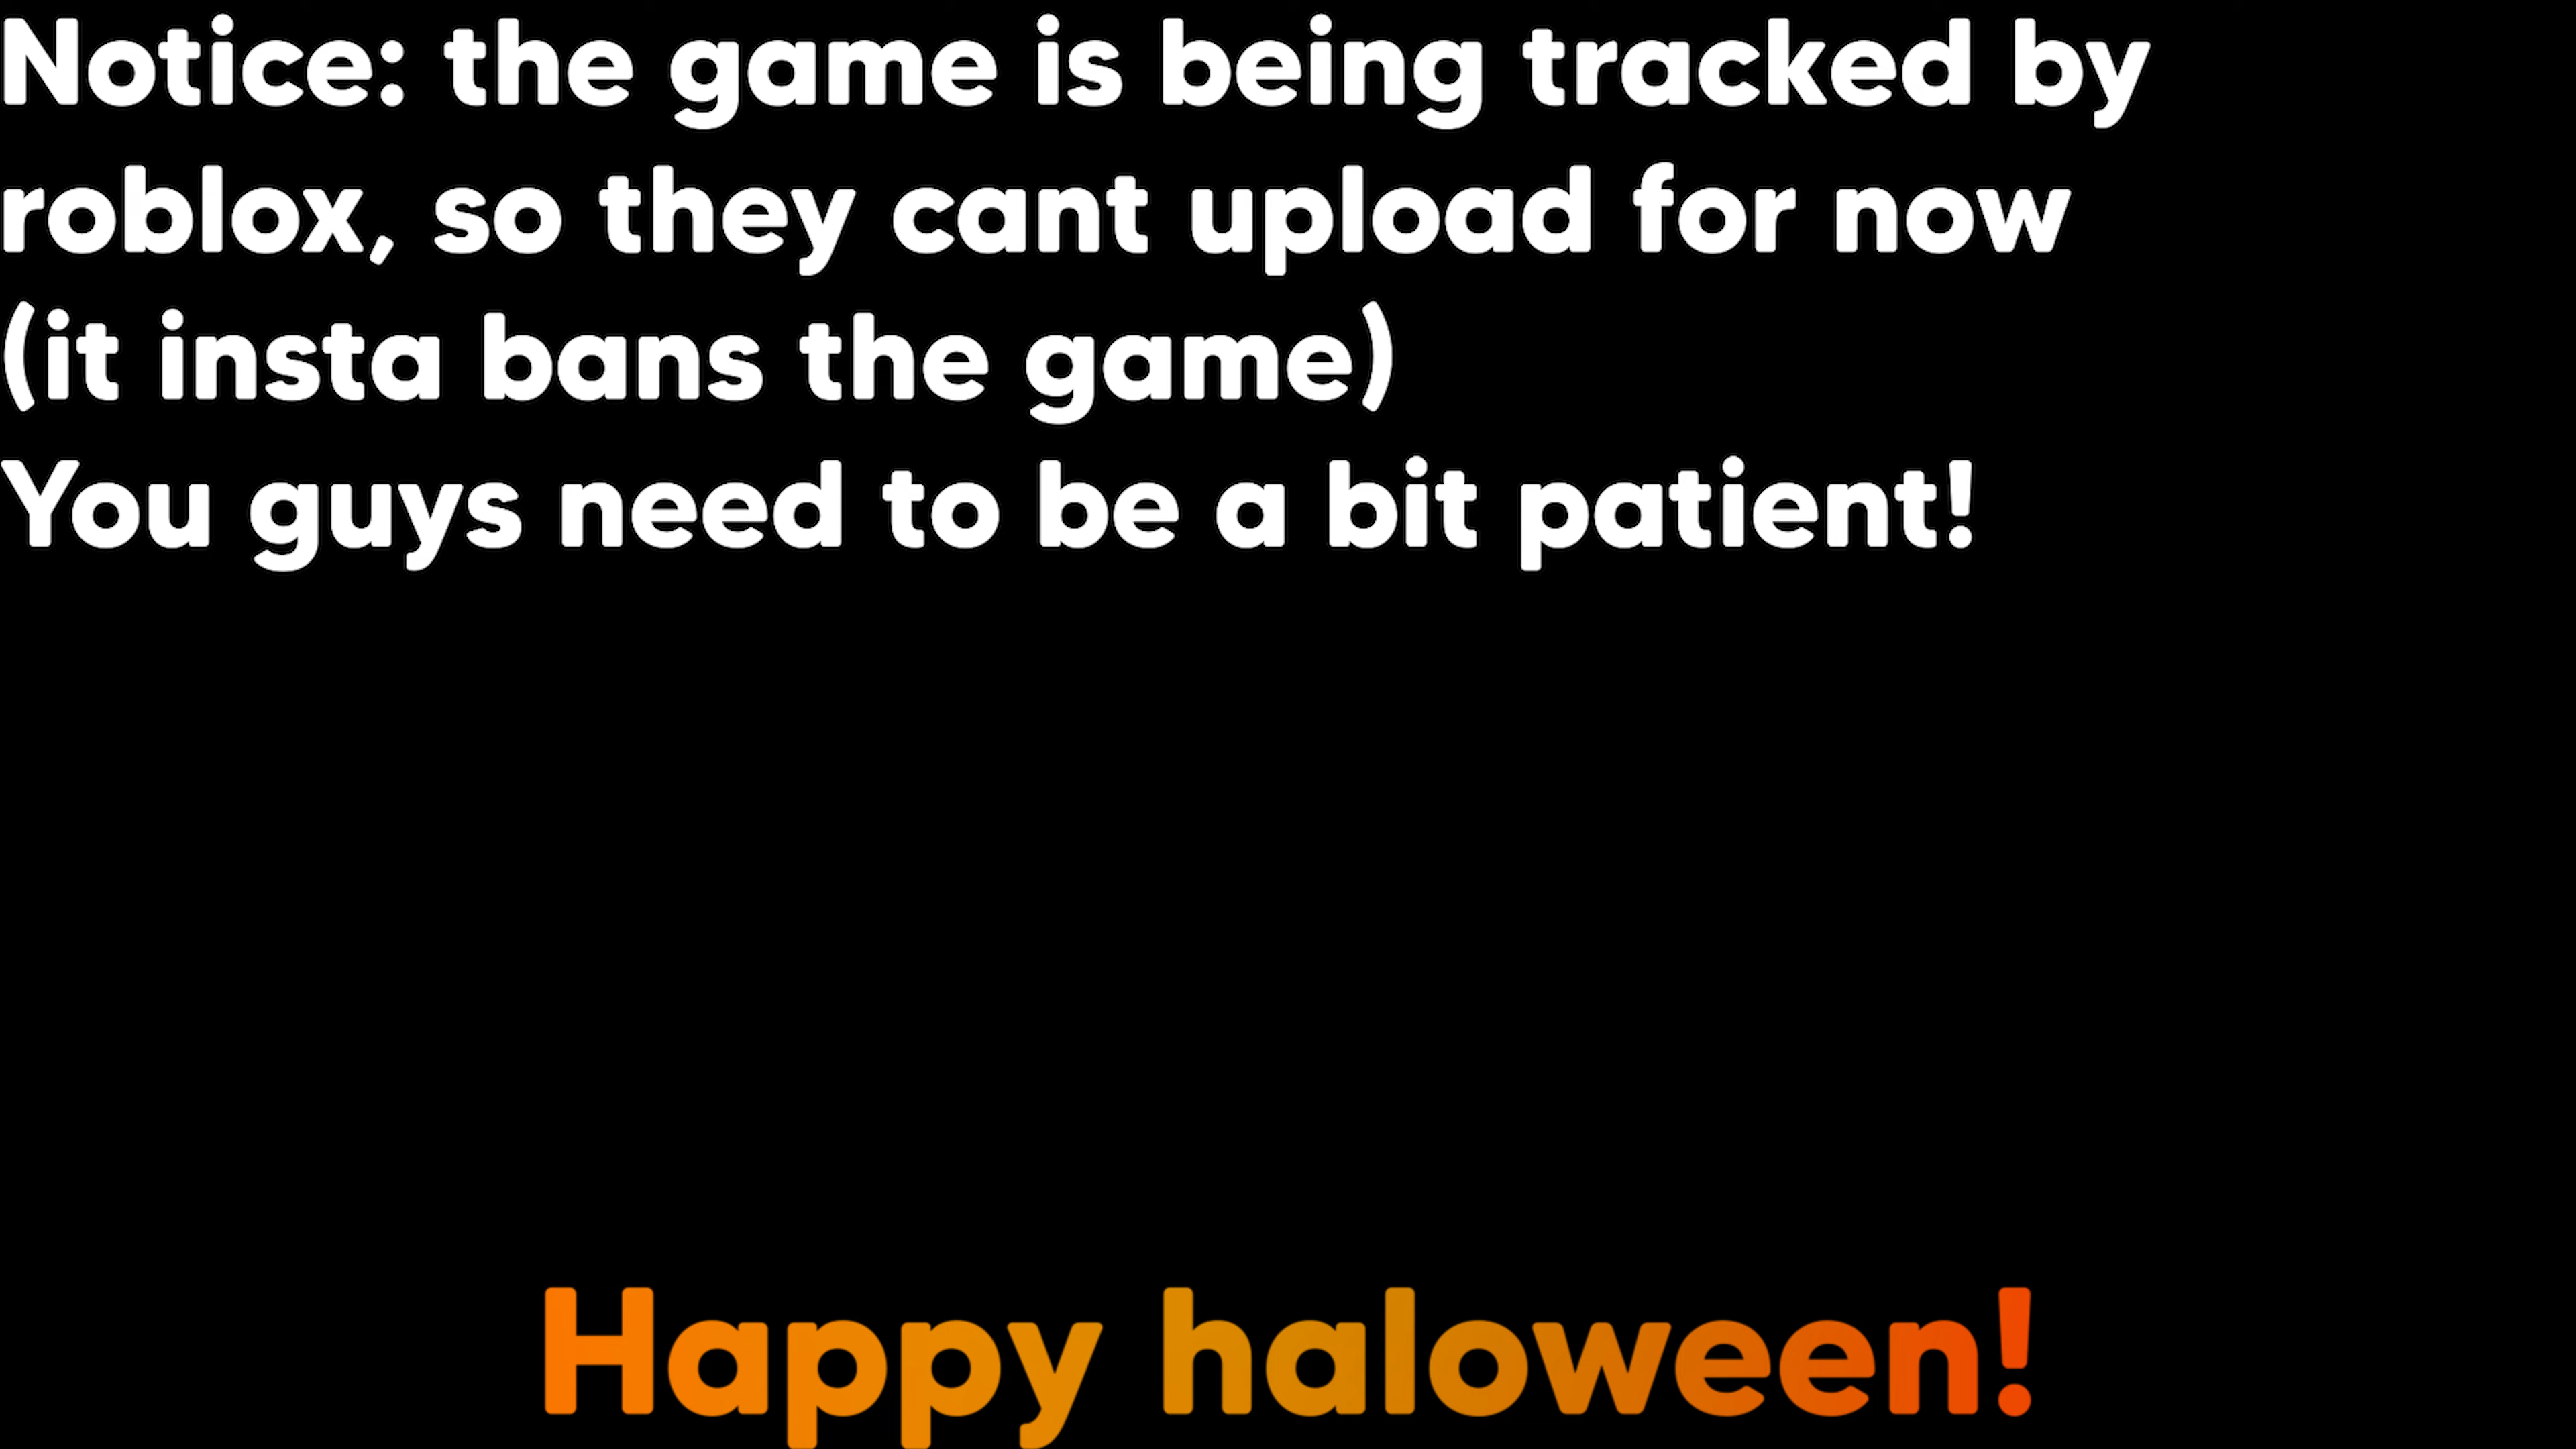 Notice: the game is being tracked by
roblox, so they cant upload for now
(it insta bans the game)
You guys need to be a bit patient!
Happy haloween!